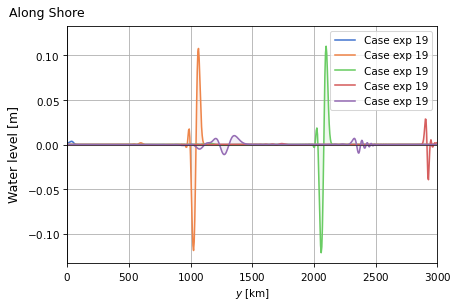 Along Shore
Case exp 19
Case exp 19
Case exp 19
Case exp 19
Case exp 19
Water level [m]
0.10
0.05
0.00
−0.05
−0.10
0 500 1000 1500 2000 2500 3000
y [km]